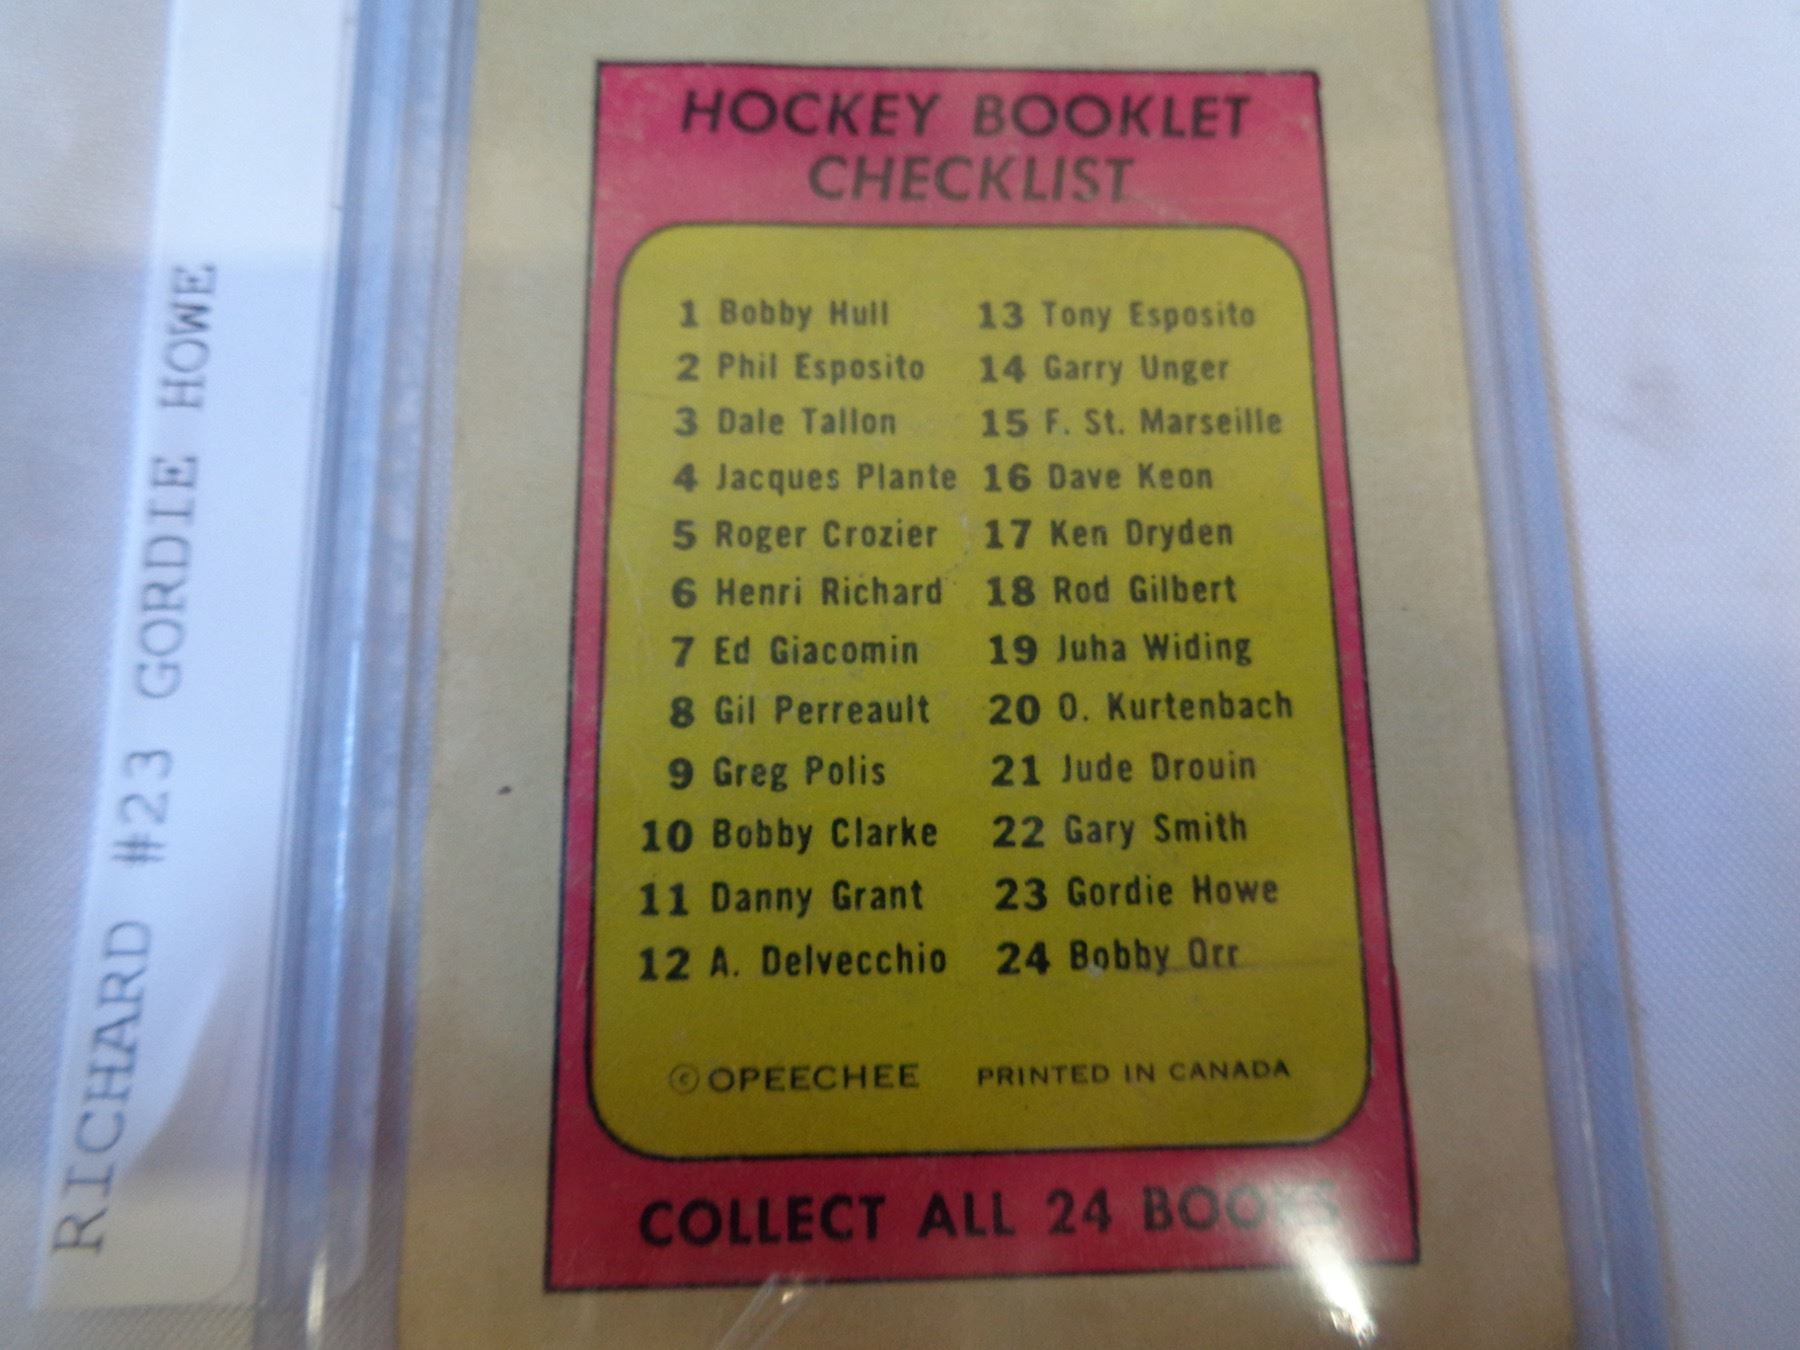 HOCKEY BOOKLET
CHECKLIST
1 Bobby Hull
2 Phil Esposito
3 Dale Tallon
4 Jacques Plante
5 Roger Crozier
6 Henri Richard
7 Ed Giacomin
8 Gil Perreault
9 Greg Polis
10 Bobby Clarke
11 Danny Grant
12 A. Delvecchio
13 Tony Esposito
14 Garry Unger
15 F. St. Marseille
16 Dave Keon
17 Ken Dryden
18 Rod Gilbert
19 Juha Widing
20 O. Kurtenbach
21 Jude Drouin
22 Gary Smith
23 Gordie Howe
24 Bobby Orr
© OPEECHEE PRINTED IN CANADA
COLLECT ALL 24 BOOKS
RICHARD #23 GORDIE HOWE